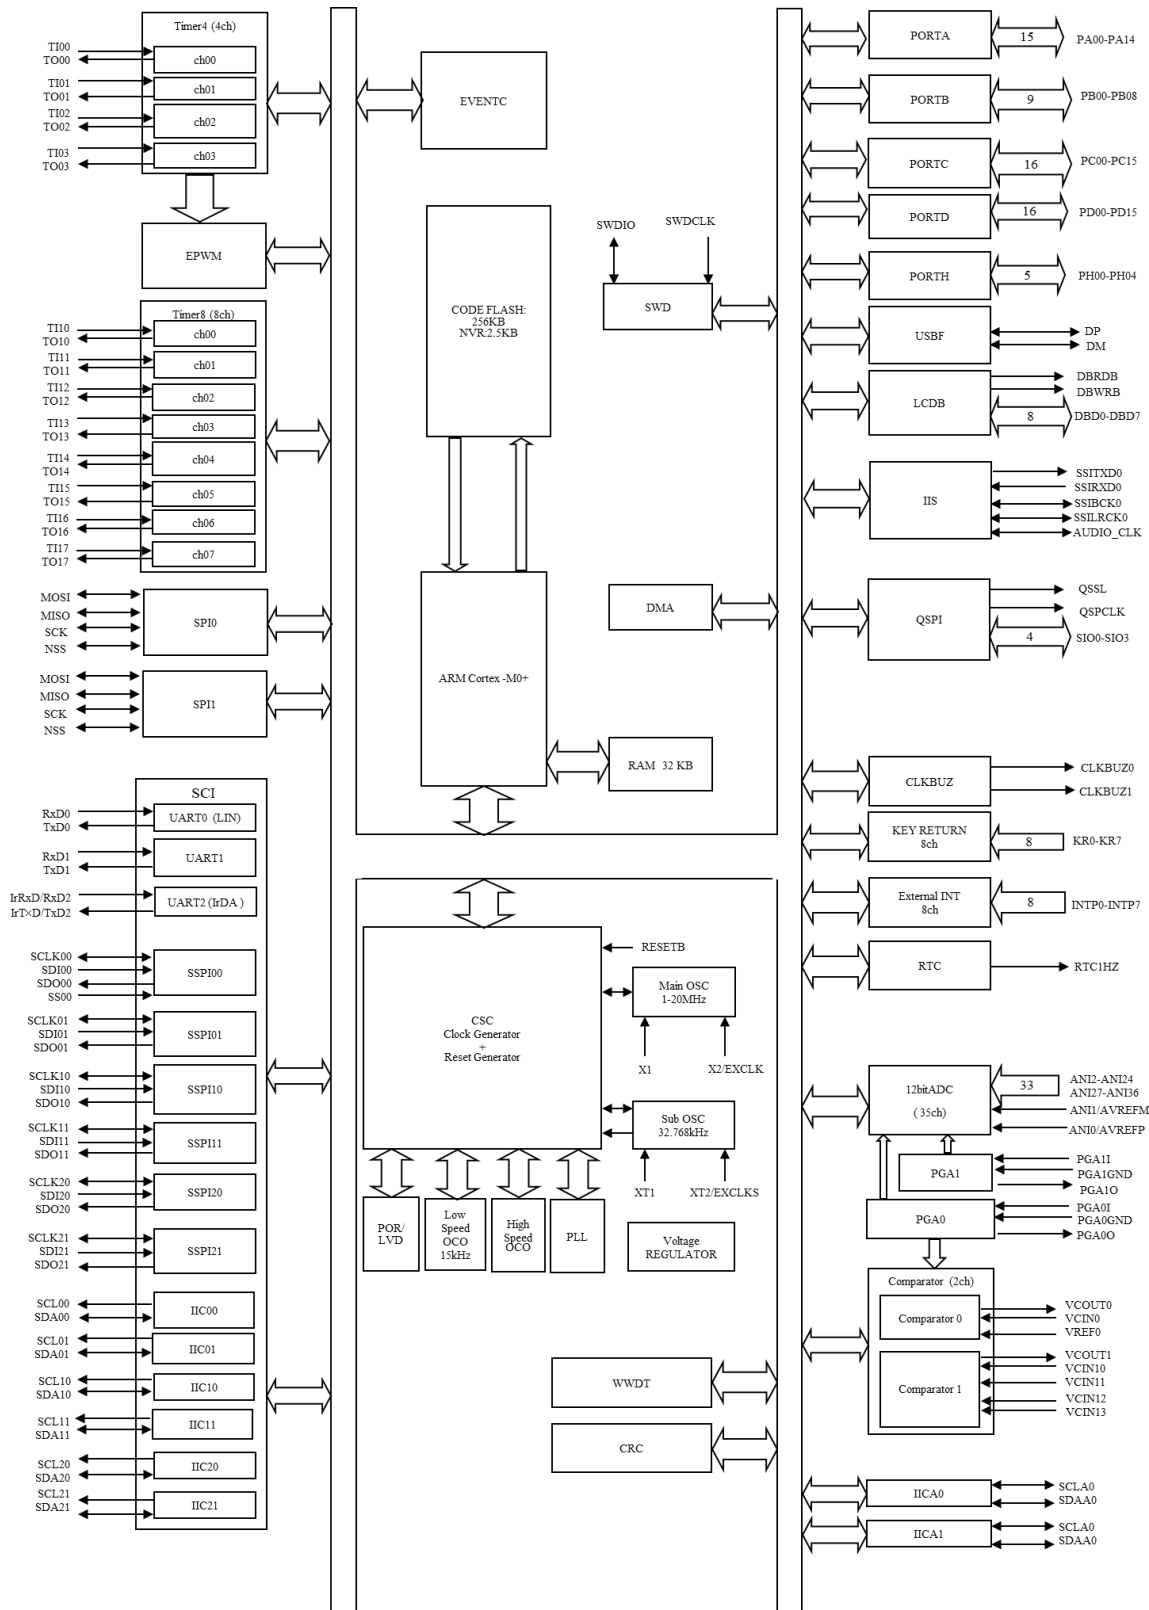 Timer4 (4ch)
TI00
TO00
ch00
TI01
TO01
ch01
TI02
TO02
ch02
TI03
TO03
ch03
EPWM
Timer8 (8ch)
TI10
TO10
ch00
TI11
TO11
ch01
TI12
TO12
ch02
TI13
TO13
ch03
TI14
TO14
ch04
TI15
TO15
ch05
TI16
TO16
ch06
TI17
TO17
ch07
MOSI
MISO
SCK
NSS
SPI0
MOSI
MISO
SCK
NSS
SPI1
SCI
RxD0
TxD0
UART0 (LIN)
RxD1
TxD1
UART1
IrRxD/RxD2
IrT×D/TxD2
UART2 (IrDA )
SCLK00
SDI00
SDO00
SS00
SSPI00
SCLK01
SDI01
SDO01
SSPI01
SCLK10
SDI10
SDO10
SSPI10
SCLK11
SDI11
SDO11
SSPI11
SCLK20
SDI20
SDO20
SSPI20
SCLK21
SDI21
SDO21
SSPI21
SCL00
SDA00
IIC00
SCL01
SDA01
IIC01
SCL10
SDA10
IIC10
SCL11
SDA11
IIC11
SCL20
SDA20
IIC20
SCL21
SDA21
IIC21
EVENTC
CODE FLASH:
256KB
NVR:2.5KB
SWDIO
SWDCLK
SWD
DMA
ARM Cortex -M0+
RAM 32 KB
CSC
Clock Generator
+
Reset Generator
RESETB
Main OSC
1-20MHz
X1
X2/EXCLK
Sub OSC
32.768kHz
XT1
XT2/EXCLKS
POR/
LVD
Low
Speed
OCO
15kHz
High
Speed
OCO
PLL
Voltage
REGULATOR
WWDT
CRC
PORTA
15
PA00-PA14
PORTB
9
PB00-PB08
PORTC
16
PC00-PC15
PORTD
16
PD00-PD15
PORTH
5
PH00-PH04
USBF
DP
DM
LCDB
DBRDB
DBWRB
8
DBD0-DBD7
IIS
SSITXD0
SSIRXD0
SSIBCK0
SSILRCK0
AUDIO_CLK
QSPI
QSSL
QSPCLK
4
SIO0-SIO3
CLKBUZ
CLKBUZ0
CLKBUZ1
KEY RETURN
8ch
8
KR0-KR7
External INT
8ch
8
INTP0-INTP7
RTC
RTC1HZ
12bitADC
( 35ch)
33
ANI2-ANI24
ANI27-ANI36
ANI1/AVREFM
ANI0/AVREFP
PGA1
PGA1I
PGA1GND
PGA1O
PGA0
PGA0I
PGA0GND
PGA0O
Comparator (2ch)
Comparator 0
VCOUT0
VCIN0
VREF0
Comparator 1
VCOUT1
VCIN10
VCIN11
VCIN12
VCIN13
IICA0
SCLA0
SDAA0
IICA1
SCLA0
SDAA0